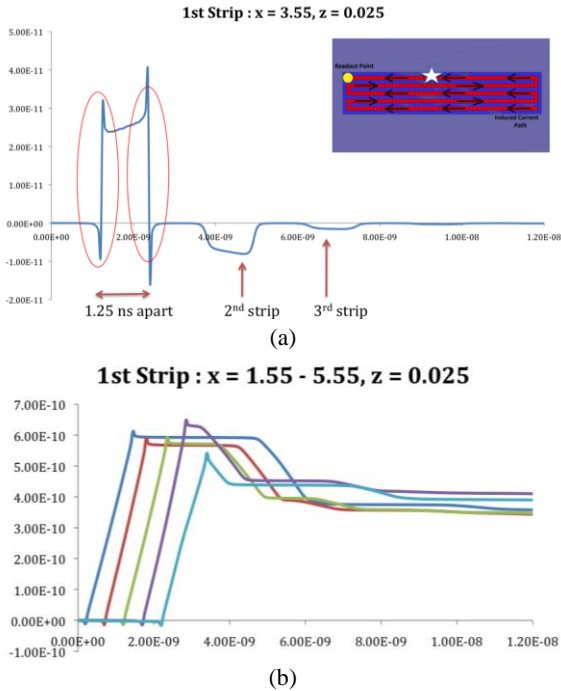 1st Strip : x = 3.55, z = 0.025
5.00E-11
4.00E-11
3.00E-11
2.00E-11
1.00E-11
0.00E+00
-1.00E-11
-2.00E-11
0.00E+00 2.00E-09 4.00E-09 6.00E-09 8.00E-09 1.00E-08 1.20E-08
Readout Point
Induced Current
Path
1.25 ns apart
2nd strip
3rd strip
(a)
1st Strip : x = 1.55 - 5.55, z = 0.025
7.00E-10
6.00E-10
5.00E-10
4.00E-10
3.00E-10
2.00E-10
1.00E-10
0.00E+00
-1.00E-10
0.00E+00 2.00E-09 4.00E-09 6.00E-09 8.00E-09 1.00E-08 1.20E-08
(b)